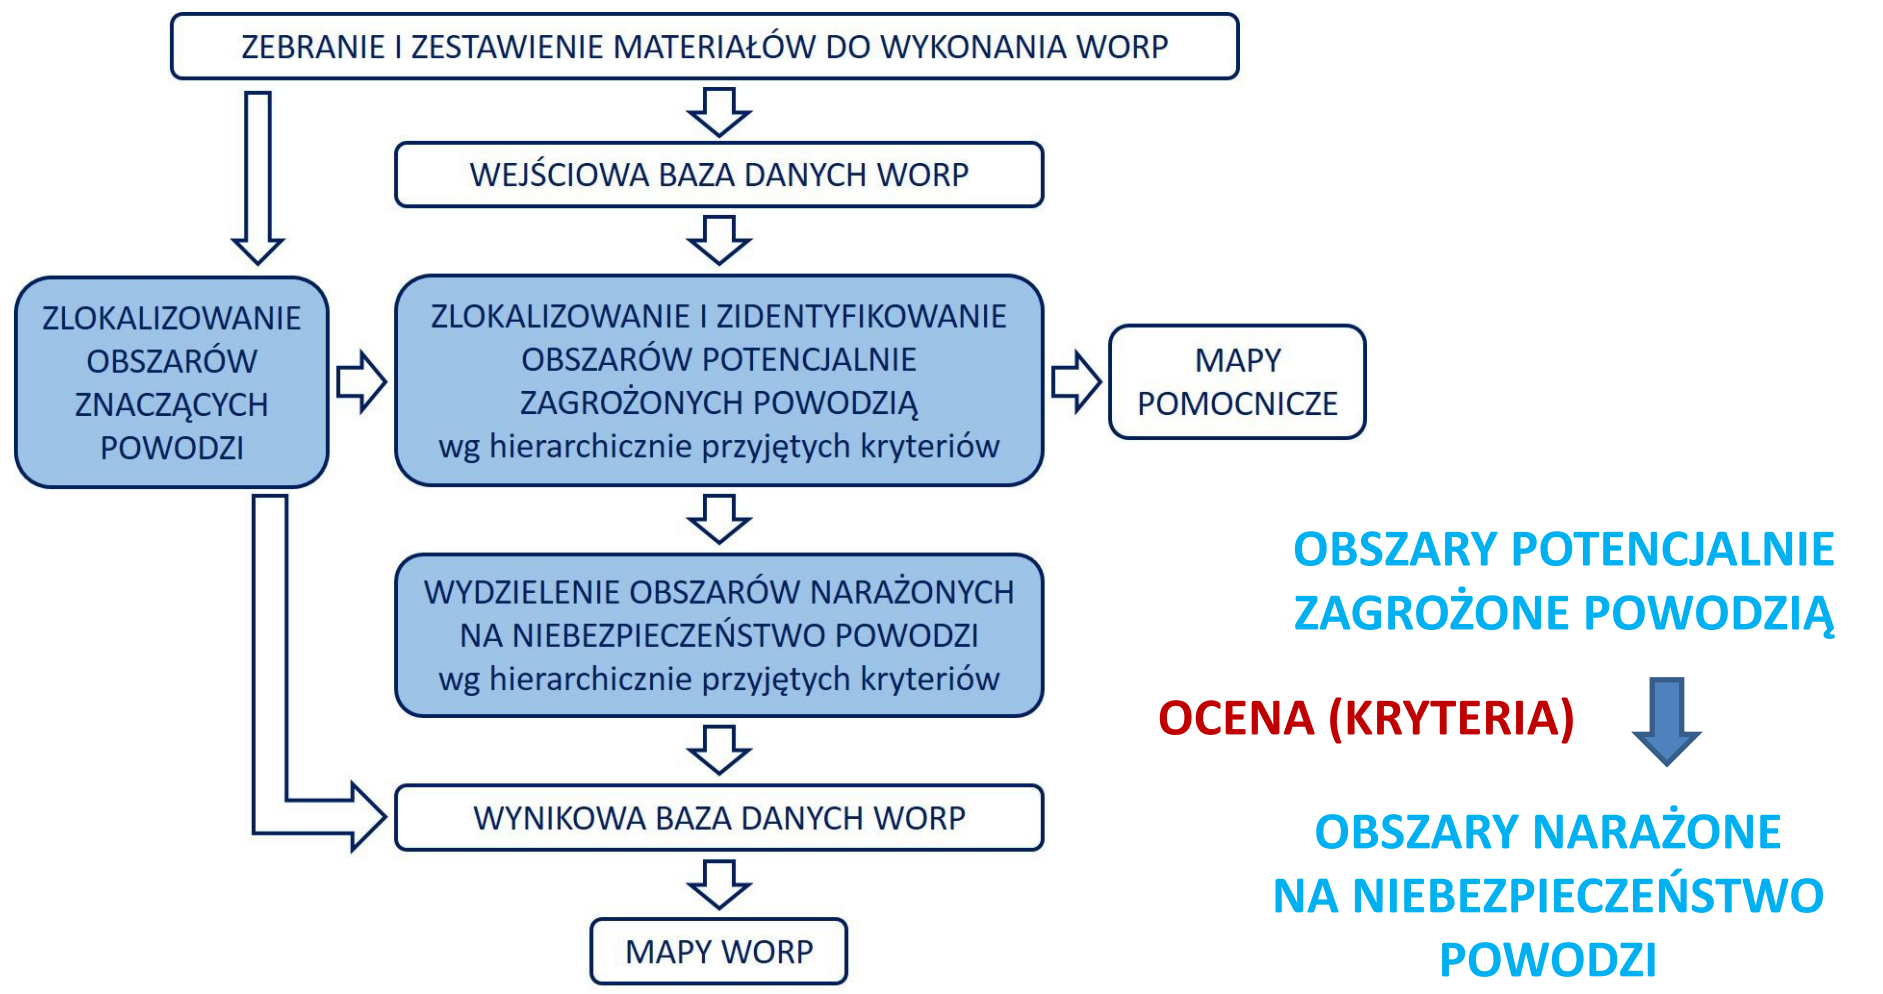 ZEBRANIE I ZESTAWIENIE MATERIAŁÓW DO WYKONANIA WORP
WEJŚCIOWA BAZA DANYCH WORP
ZLOKALIZOWANIE
OBSZARÓW
ZNACZĄCYCH
POWODZI
ZLOKALIZOWANIE I ZIDENTYFIKOWANIE
OBSZARÓW POTENCJALNIE
ZAGROŻONYCH POWODZIĄ
wg hierarchicznie przyjętych kryteriów
MAPY
POMOCNICZE
WYDZIELENIE OBSZARÓW NARAŻONYCH
NA NIEBEZPIECZEŃSTWO POWODZI
wg hierarchicznie przyjętych kryteriów
WYNIKOWA BAZA DANYCH WORP
MAPY WORP
OBSZARY POTENCJALNIE
ZAGROŻONE POWODZIĄ
OCENA (KRYTERIA)
OBSZARY NARAŻONE
NA NIEBEZPIECZEŃSTWO
POWODZI